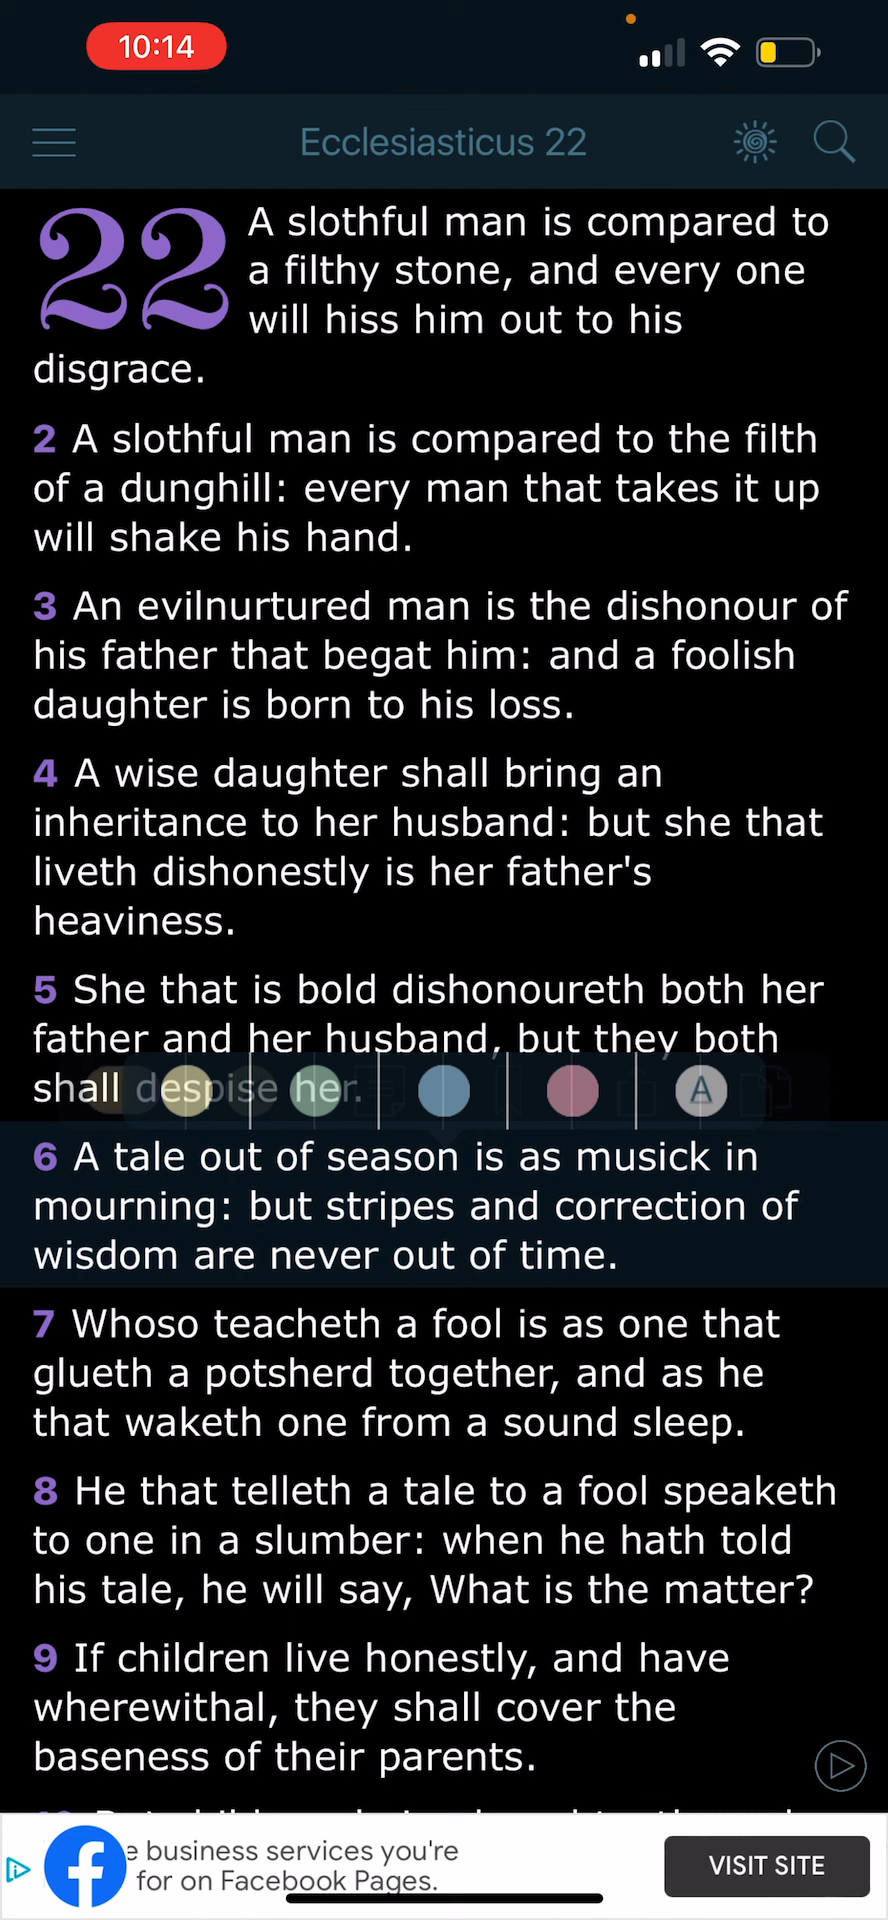 10:14
Ecclesiasticus 22
22 A slothful man is compared to
a filthy stone, and every one
will hiss him out to his
disgrace.
2 A slothful man is compared to the filth
of a dunghill: every man that takes it up
will shake his hand.
3 An evilnurtured man is the dishonour of
his father that begat him: and a foolish
daughter is born to his loss.
4 A wise daughter shall bring an
inheritance to her husband: but she that
liveth dishonestly is her father's
heaviness.
5 She that is bold dishonoureth both her
father and her husband, but they both
shall despise her.
A
6 A tale out of season is as musick in
mourning: but stripes and correction of
wisdom are never out of time.
7 Whoso teacheth a fool is as one that
glueth a potsherd together, and as he
that waketh one from a sound sleep.
8 He that telleth a tale to a fool speaketh
to one in a slumber: when he hath told
his tale, he will say, What is the matter?
9 If children live honestly, and have
wherewithal, they shall cover the
baseness of their parents.
business services you're
for on Facebook Pages.
VISIT SITE